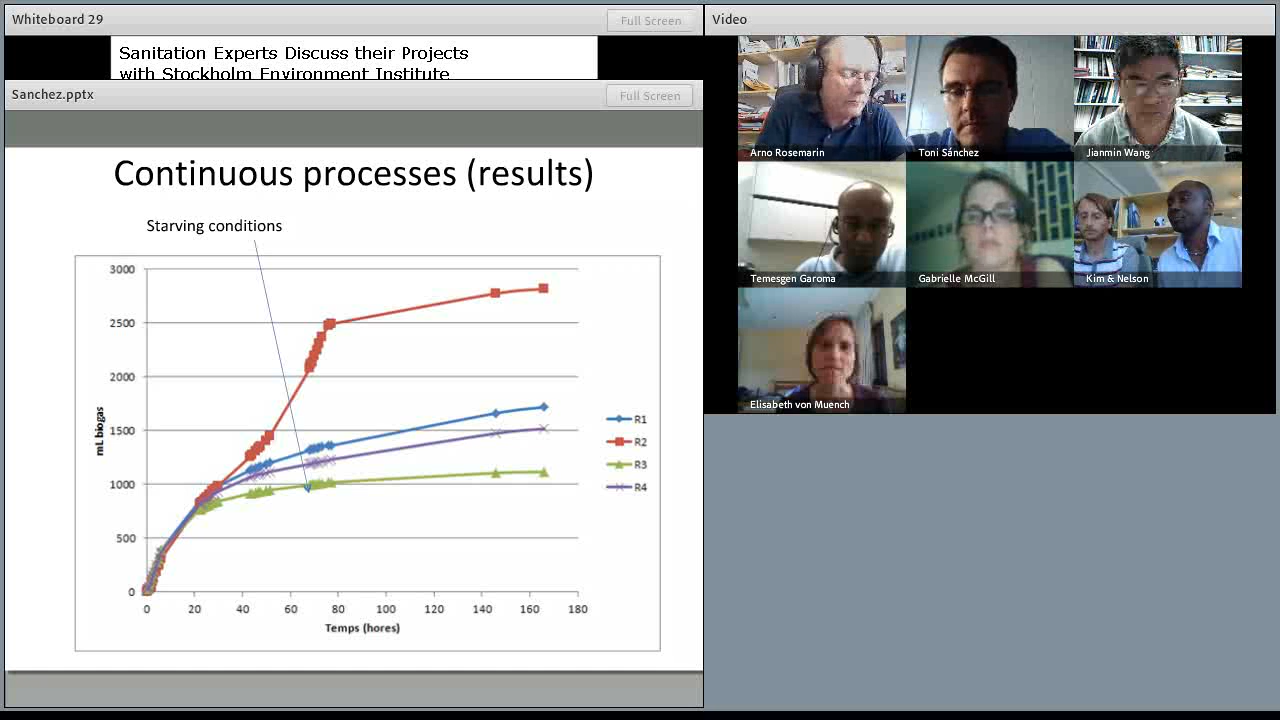 Whiteboard 29
Full Screen
Sanitation Experts Discuss their Projects
with Stockholm Environment Institute
Sanchez.pptx
Full Screen
Continuous processes (results)
Starving conditions
mL biogas
3000
2500
2000
1500
1000
500
0
0 20 40 60 80 100 120 140 160 180
Temps (hores)
R1
R2
R3
R4
Video
Arno Rosemarin
Toni Sánchez
Jianmin Wang
Temesgen Garoma
Gabrielle McGill
Kim & Nelson
Elisabeth von Muench